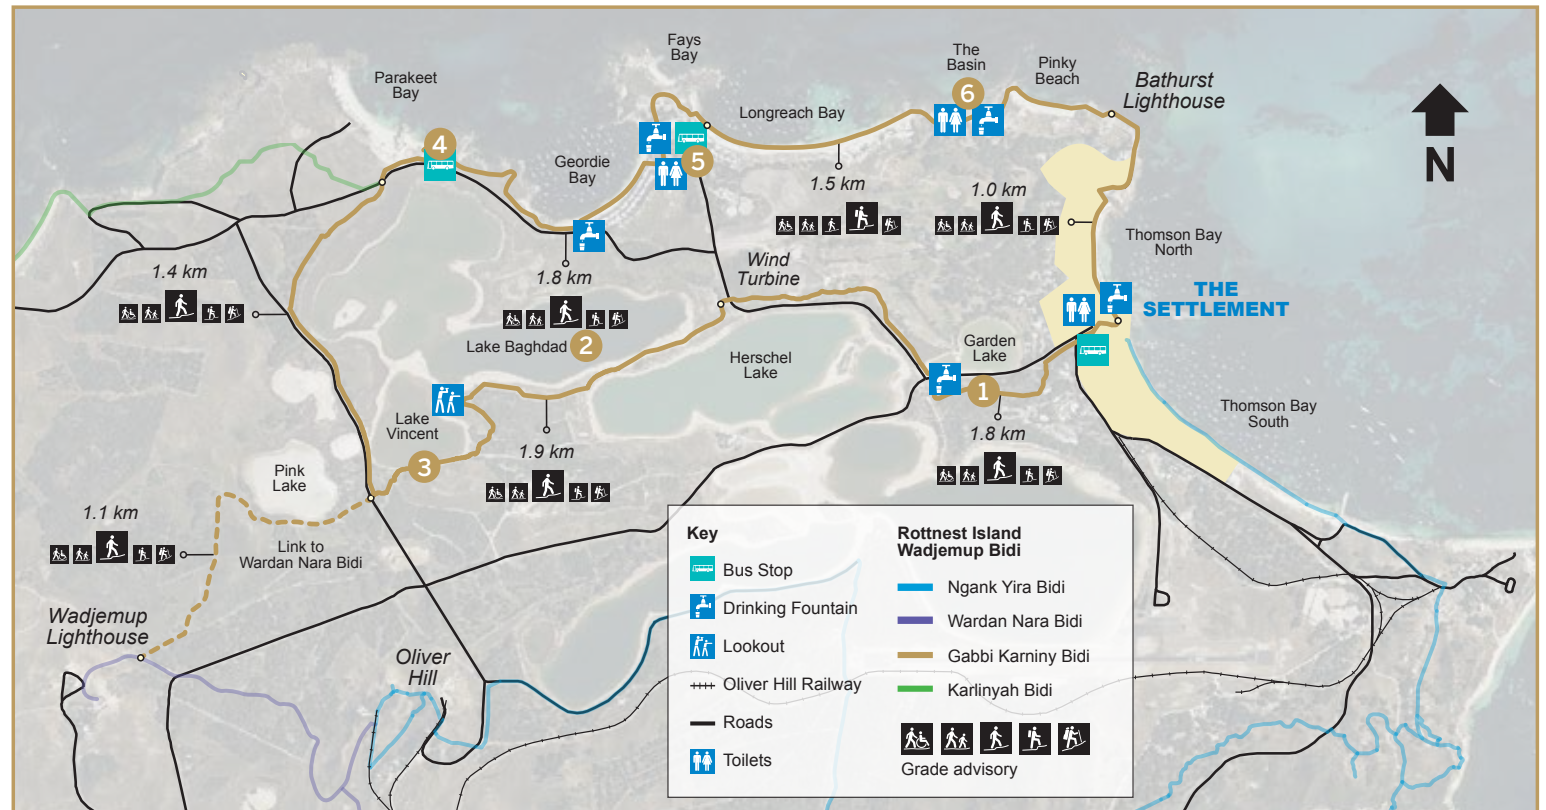 Fays
Bay
The
Basin
6
Pinky
Beach
Bathurst
Lighthouse
Parakeet
Bay
Longreach Bay
N
4
Geordie
Bay
5
1.5 km
1.0 km
Thomson Bay
North
Wind
Turbine
1.4 km
1.8 km
THE
SETTLEMENT
Lake Baghdad
2
Herschel
Lake
Garden
Lake
1
Lake
Vincent
3
1.9 km
1.8 km
Thomson Bay
South
Pink
Lake
1.1 km
Link to
Wardan Nara Bidi
Wadjemup
Lighthouse
Oliver
Hill
Key
Bus Stop
Drinking Fountain
Lookout
Oliver Hill Railway
Roads
Toilets
Rottnest Island
Wadjemup Bidi
Ngank Yira Bidi
Wardan Nara Bidi
Gabbi Karniny Bidi
Karlinyah Bidi
Grade advisory